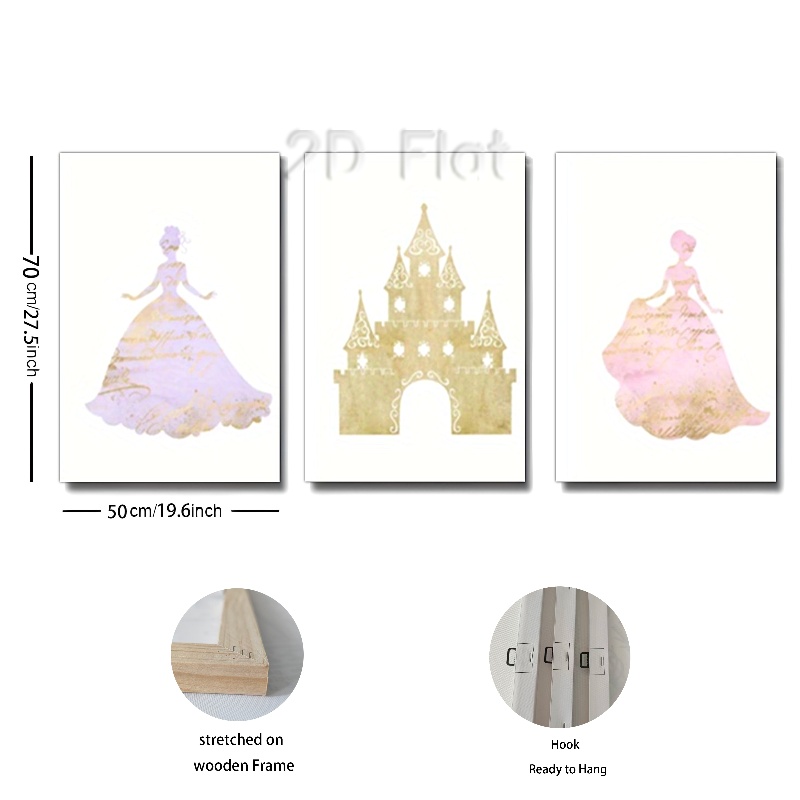 2D Flat
70 cm/27.5inch
50cm/19.6inch
stretched on
wooden Frame
Hook
Ready to Hang